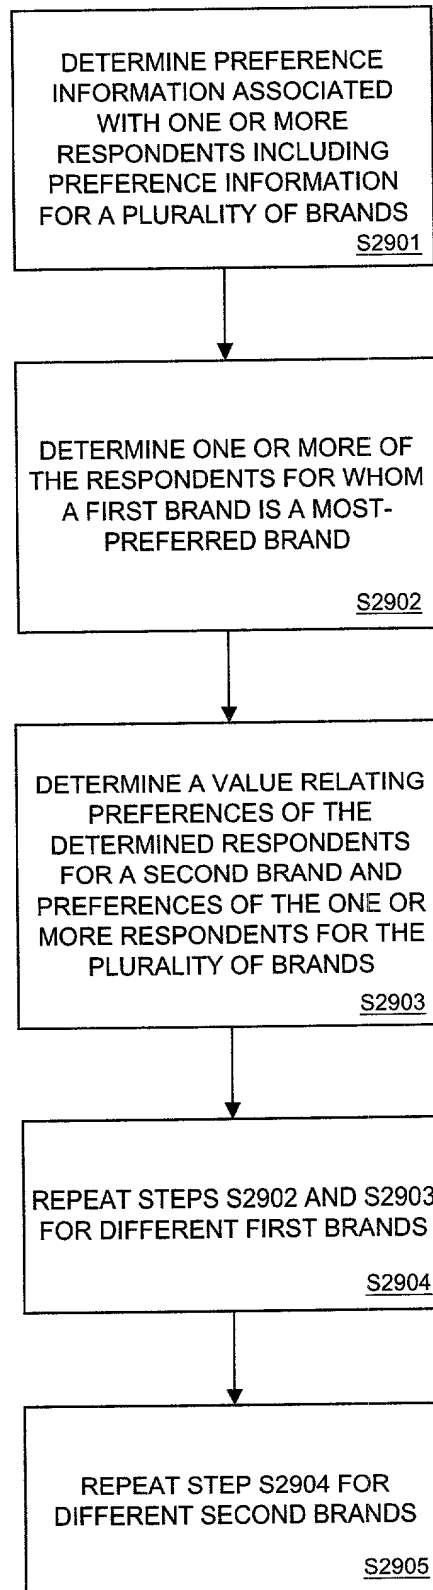 DETERMINE PREFERENCE
INFORMATION ASSOCIATED
WITH ONE OR MORE
RESPONDENTS INCLUDING
PREFERENCE INFORMATION
FOR A PLURALITY OF BRANDS
S2901
DETERMINE ONE OR MORE OF
THE RESPONDENTS FOR WHOM
A FIRST BRAND IS A MOST-
PREFERRED BRAND
S2902
DETERMINE A VALUE RELATING
PREFERENCES OF THE
DETERMINED RESPONDENTS
FOR A SECOND BRAND AND
PREFERENCES OF THE ONE OR
MORE RESPONDENTS FOR THE
PLURALITY OF BRANDS
S2903
REPEAT STEPS S2902 AND S2903
FOR DIFFERENT FIRST BRANDS
S2904
REPEAT STEP S2904 FOR
DIFFERENT SECOND BRANDS
S2905